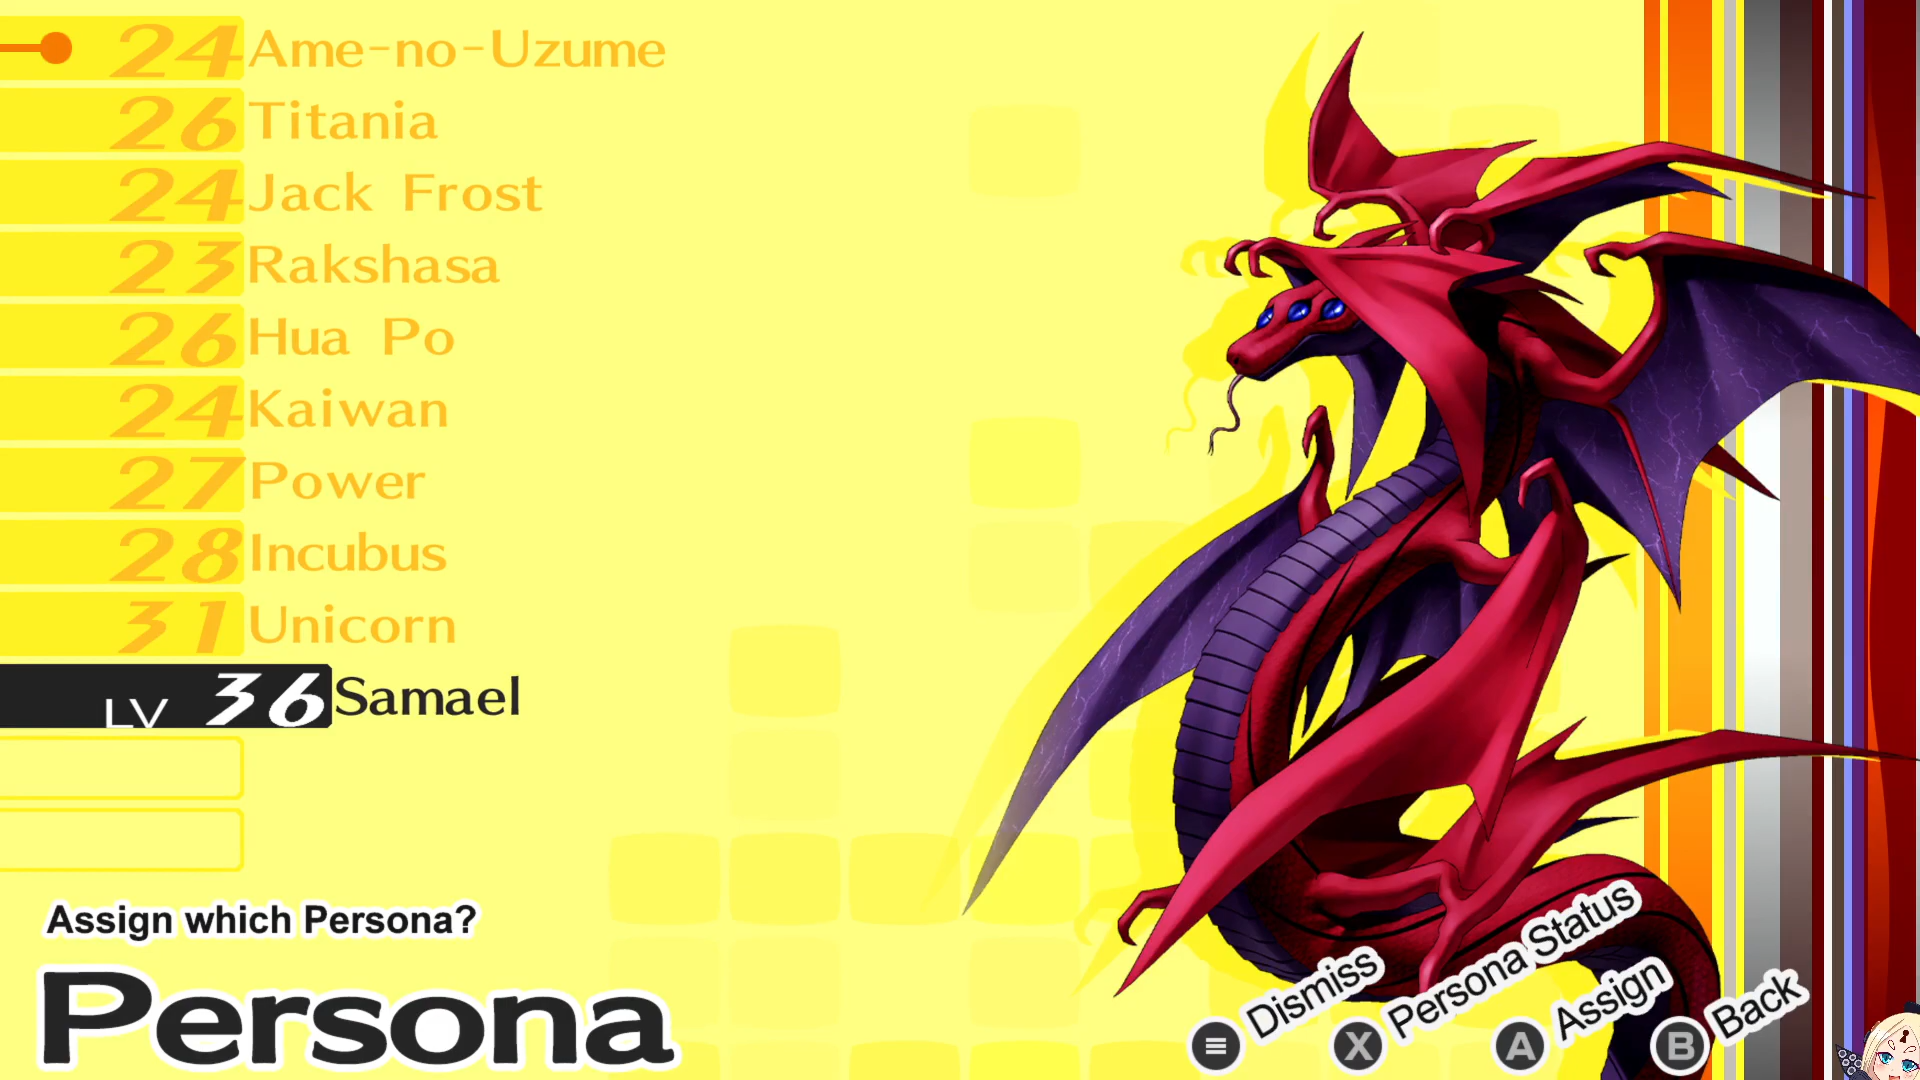 24 Ame-no-Uzume
26 Titania
24 Jack Frost
23 Rakshasa
26 Hua Po
24 Kaiwan
27 Power
28 Incubus
31 Unicorn
LV 36 Samael
Assign which Persona?
Persona
Dismiss
X Persona Status
A Assign
B Back